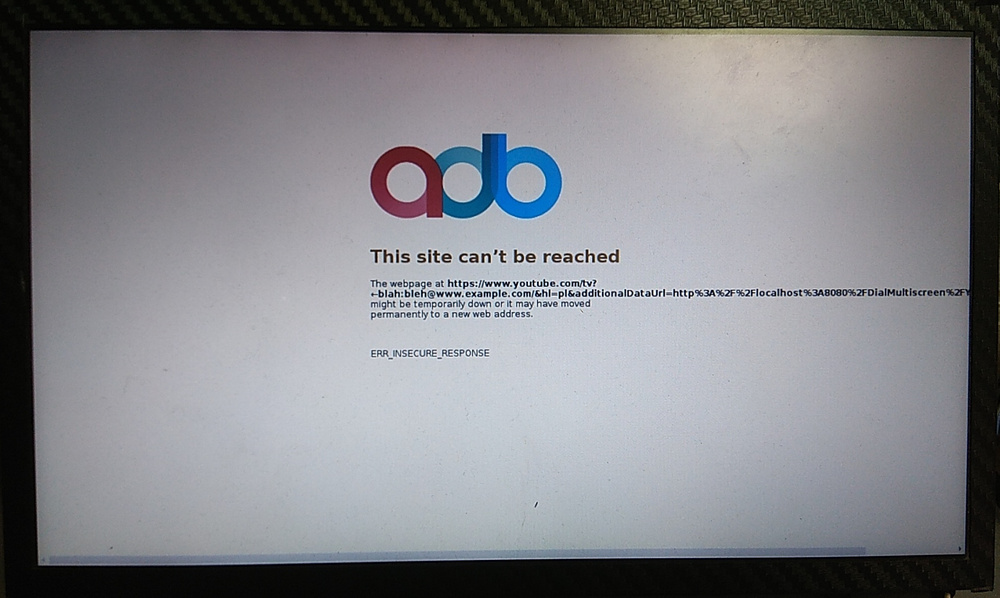 adb
This site can’t be reached
The webpage at https://www.youtube.com/tv?
←blah:bleh@www.example.com/&hl=pl&additionalDataUrl=http%3A%2F%2Flocalhost%3A8080%2FDialMultiscreen%2FY
might be temporarily down or it may have moved
permanently to a new web address.
ERR_INSECURE_RESPONSE